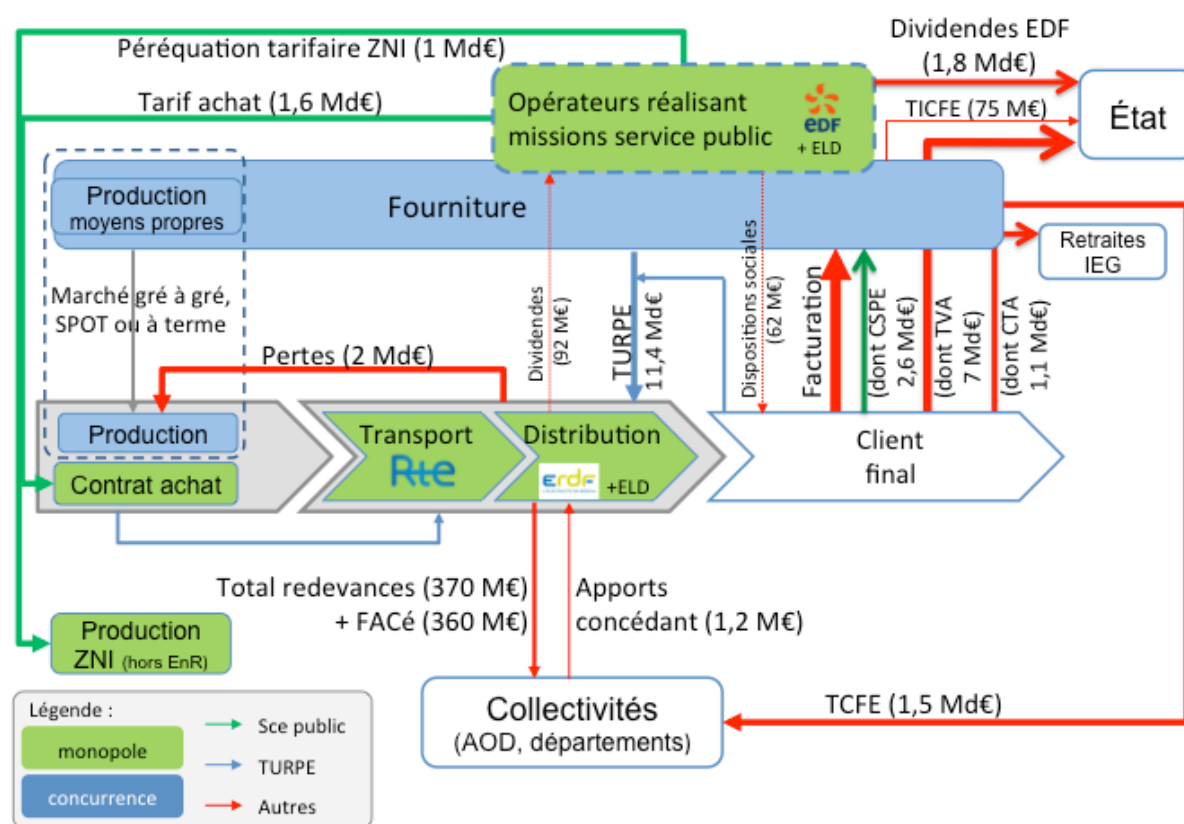 Péréquation tarifaire ZNI (1 Md€)
Tarif achat (1,6 Md€)
Opérateurs réalisant
missions service public
eDF
+ ELD
Dividendes EDF
(1,8 Md€)
TICFE (75 M€)
État
Production
moyens propres
Fourniture
Retraites
IEG
Marché gré à gré,
SPOT ou à terme
Pertes (2 Md€)
Dividendes
(92 M€)
TURPE
11,4 Md€
Dispositions sociales
(62 M€)
Facturation
(dont CSPE
2,6 Md€)
(dont TVA
7 Md€)
(dont CTA
1,1 Md€)
Production
Contrat achat
Transport
Rte
Distribution
erdf
L'ELECTRICITE EN RESEAU
+ELD
Client
final
Total redevances (370 M€)
+ FACé (360 M€)
Apports
concédant (1,2 M€)
Production
ZNI (hors EnR)
Collectivités
(AOD, départements)
TCFE (1,5 Md€)
Légende :
monopole
concurrence
Sce public
TURPE
Autres